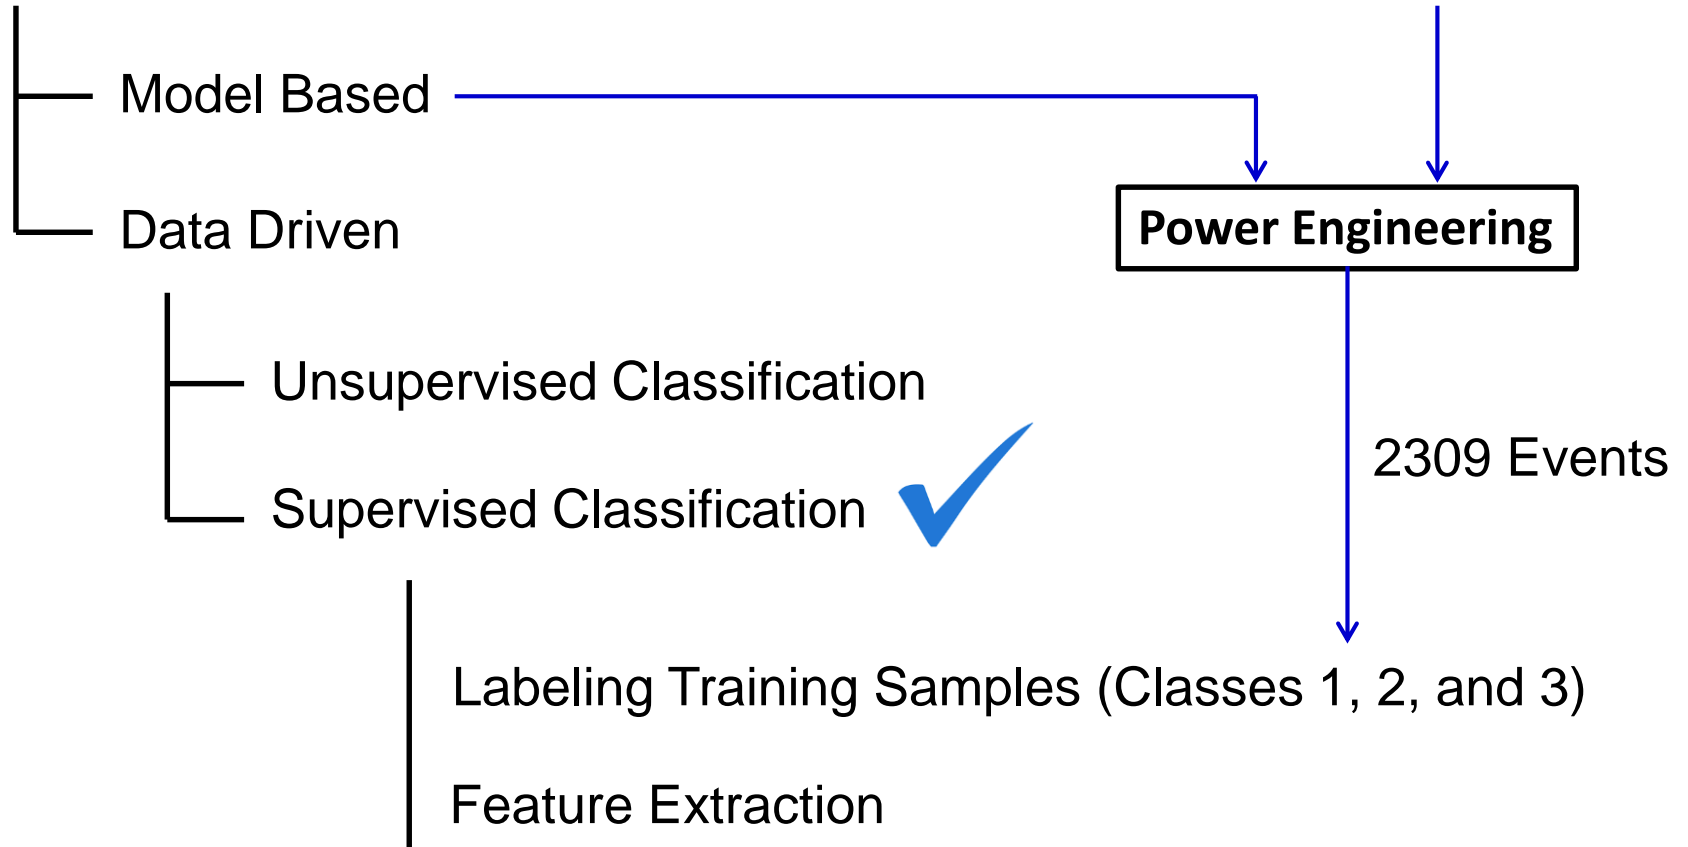 Model Based
Data Driven
Power Engineering
Unsupervised Classification
2309 Events
Supervised Classification
Labeling Training Samples (Classes 1, 2, and 3)
Feature Extraction